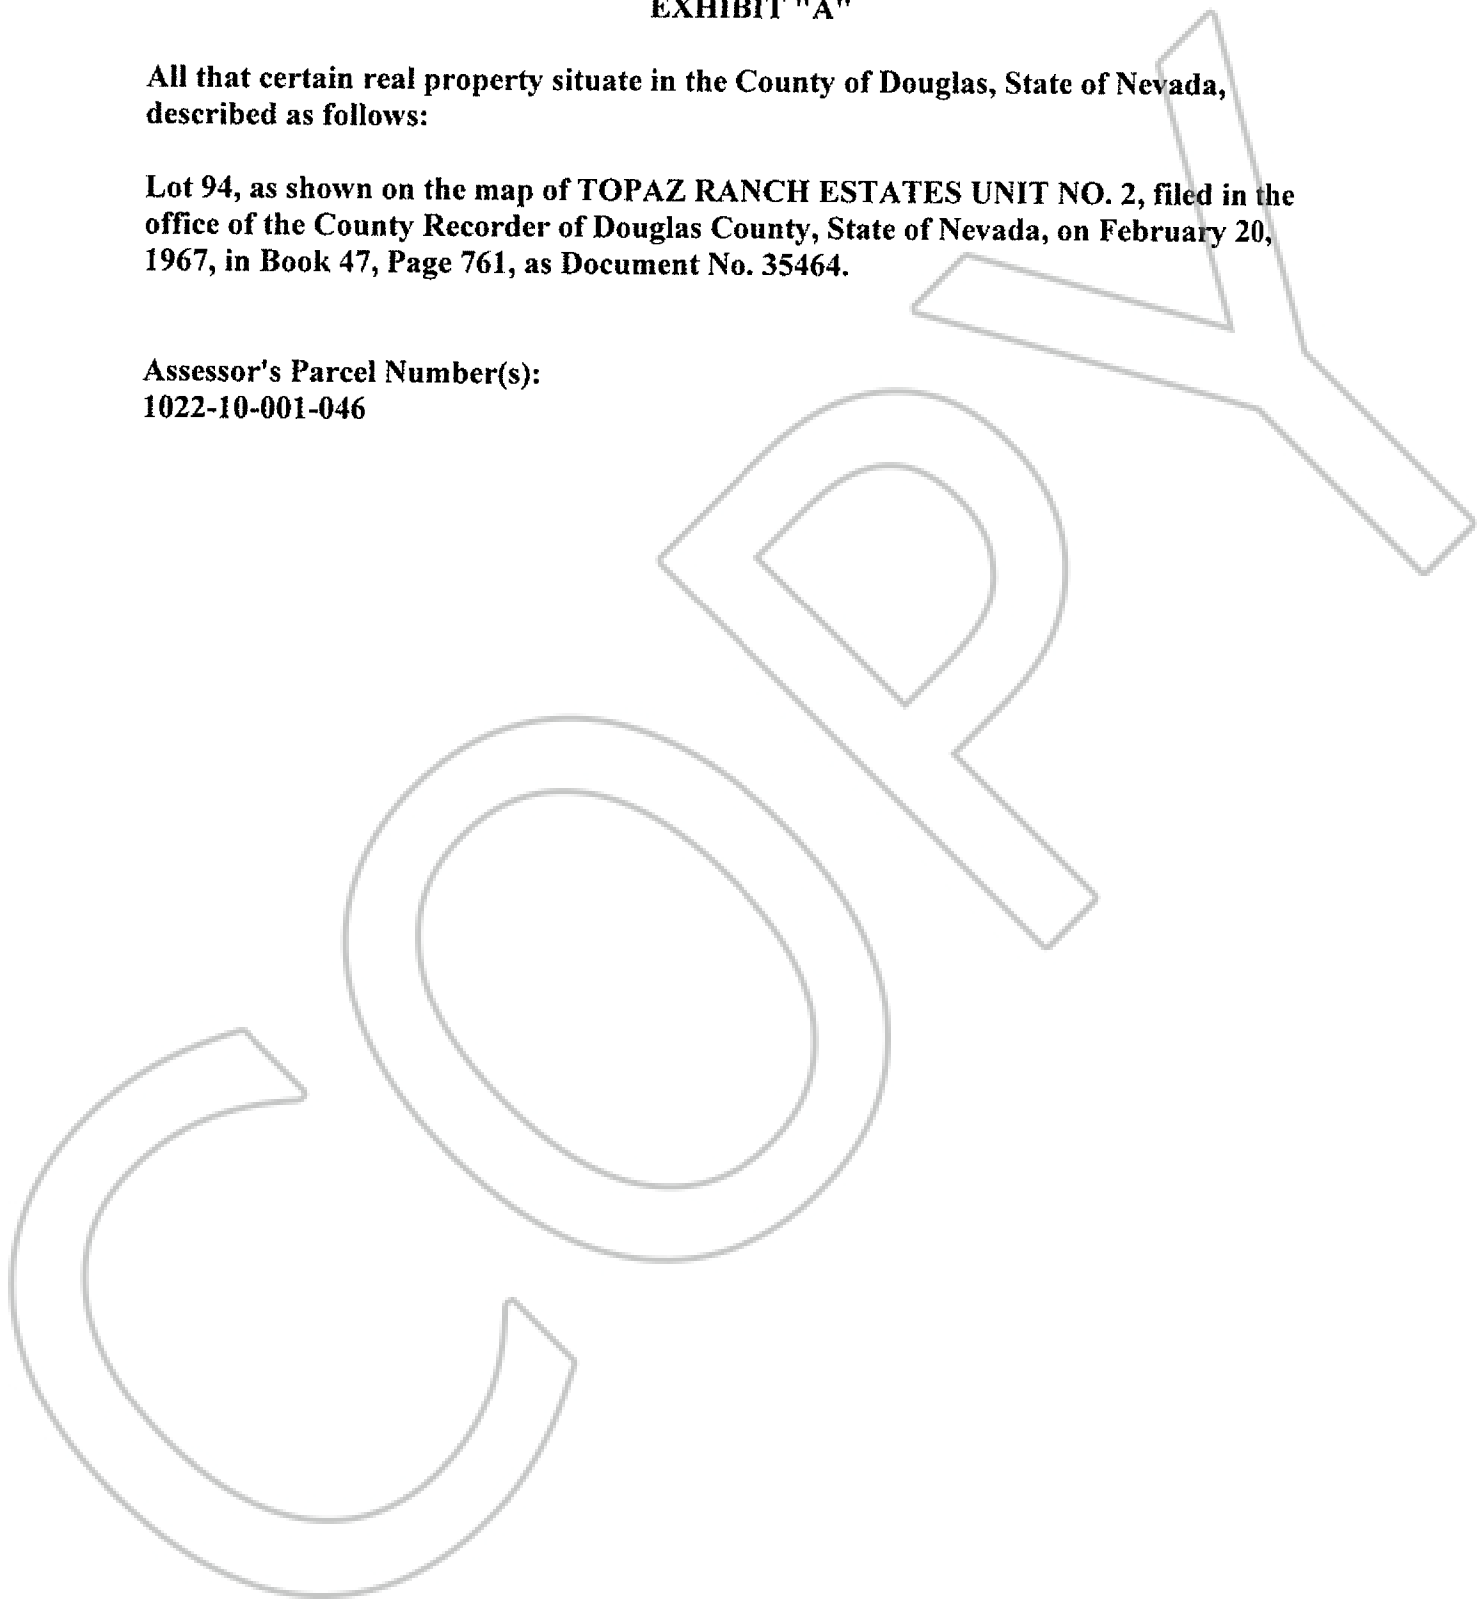 EXHIBIT "A"
All that certain real property situate in the County of Douglas, State of Nevada,
described as follows:
Lot 94, as shown on the map of TOPAZ RANCH ESTATES UNIT NO. 2, filed in the
office of the County Recorder of Douglas County, State of Nevada, on February 20,
1967, in Book 47, Page 761, as Document No. 35464.
Assessor's Parcel Number(s):
1022-10-001-046
COPY